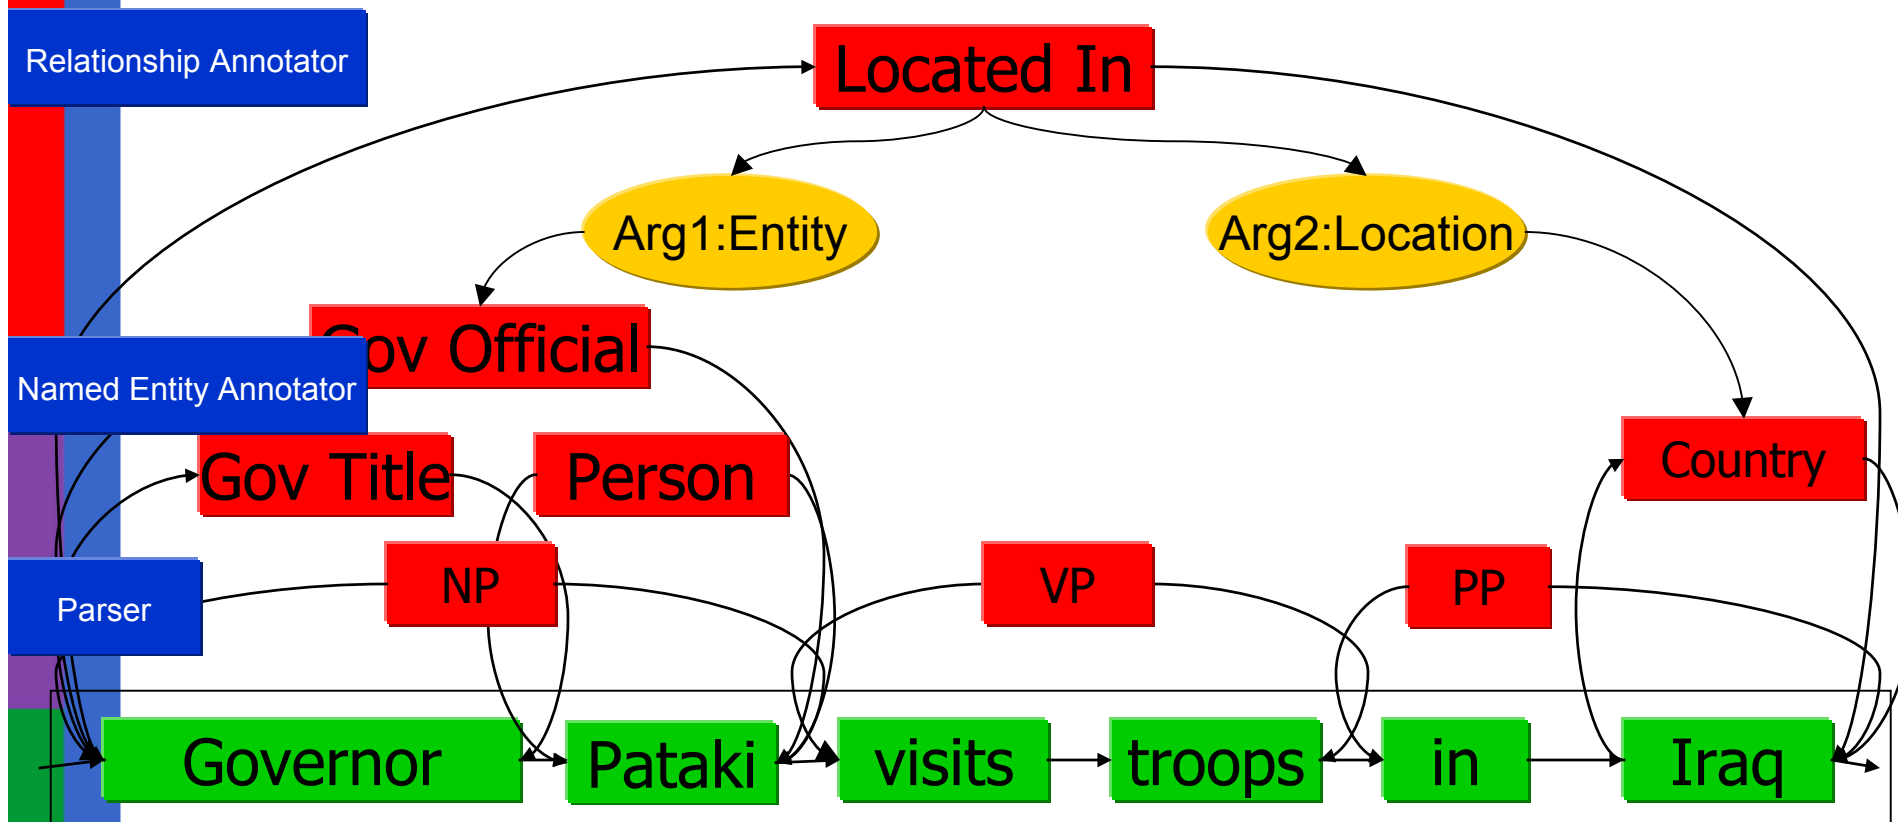 Relationship Annotator
Located In
Arg1:Entity
Arg2:Location
Gov Official
Named Entity Annotator
Gov Title
Person
Country
Parser
NP
VP
PP
Governor
Pataki
visits
troops
in
Iraq